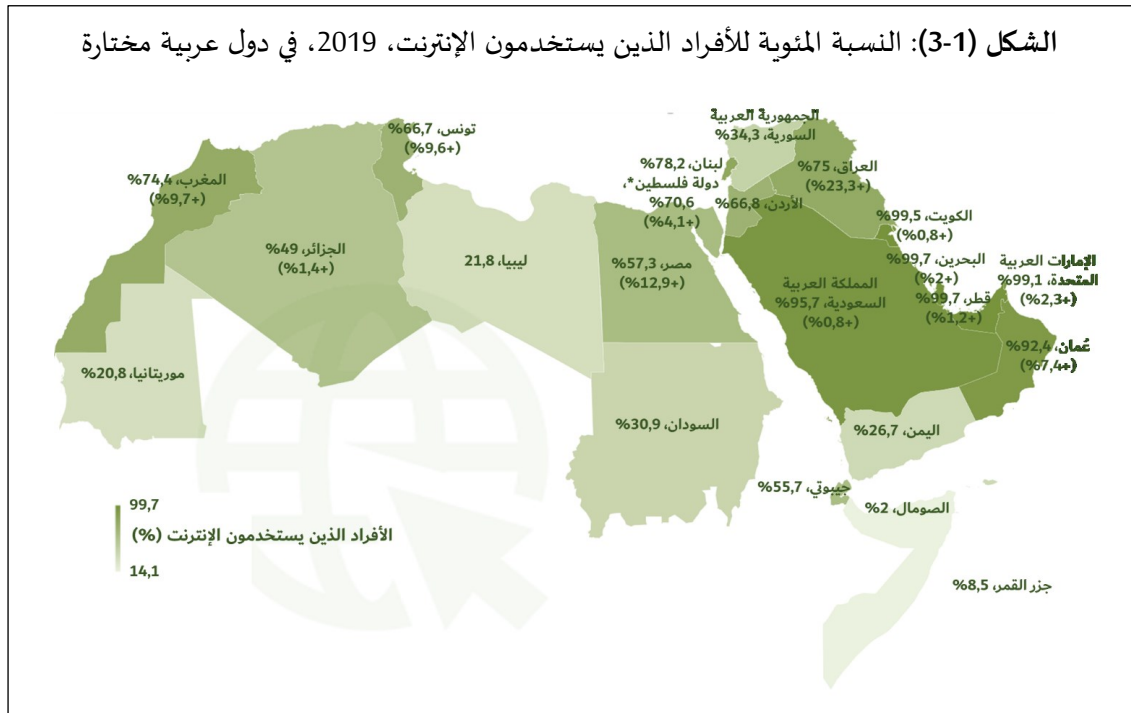 الشكل (1-3): النسبة المئوية للأفراد الذين يستخدمون الإنترنت، 2019، في دول عربية مختارة
الجمهورية العربية
السورية، 34,3%
تونس، 66,7%
(+9,6%)
لبنان، 78,2%
العراق، 75%
(+23,3%)
المغرب، 74,4%
(+9,7%)
دولة فلسطين*،
70,6%
(+4,1%)
الأردن، 66,8%
الكويت، 99,5%
(+0,8%)
الجزائر، 49%
(+1,4%)
ليبيا، 21,8
مصر، 57,3%
(+12,9%)
البحرين، 99,7%
(+2%)
الإمارات العربية
المتحدة، 99,1%
(+2,3%)
المملكة العربية
السعودية، 95,7%
(+0,8%)
قطر، 99,7%
(+1,2%)
عُمان، 92,4%
(+7,4%)
موريتانيا، 20,8%
السودان، 30,9%
اليمن، 26,7%
جيبوتي، 55,7%
الصومال، 2%
99,7
الأفراد الذين يستخدمون الإنترنت (%)
14,1
جزر القمر، 8,5%